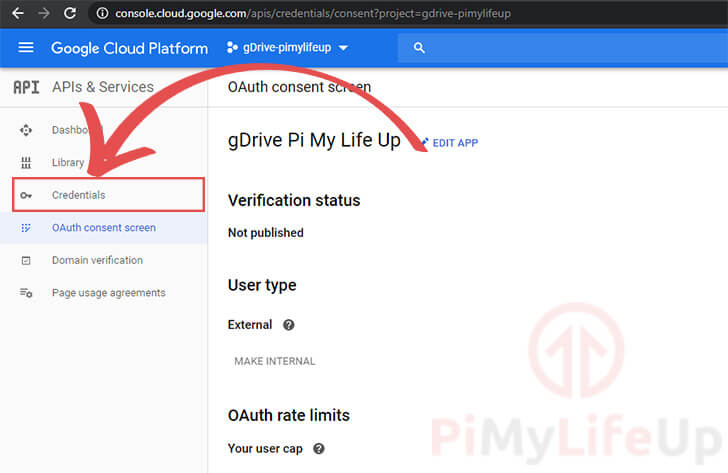 console.cloud.google.com/apis/credentials/consent?project=gdrive-pimylifeup
Google Cloud Platform
gDrive-pimylifeup
API APIs & Services
OAuth consent screen
Library
Credentials
OAuth consent screen
Domain verification
Page usage agreements
gDrive Pi My Life Up
EDIT APP
Verification status
Not published
User type
External
MAKE INTERNAL
OAuth rate limits
Your user cap
PiMyLifeUp